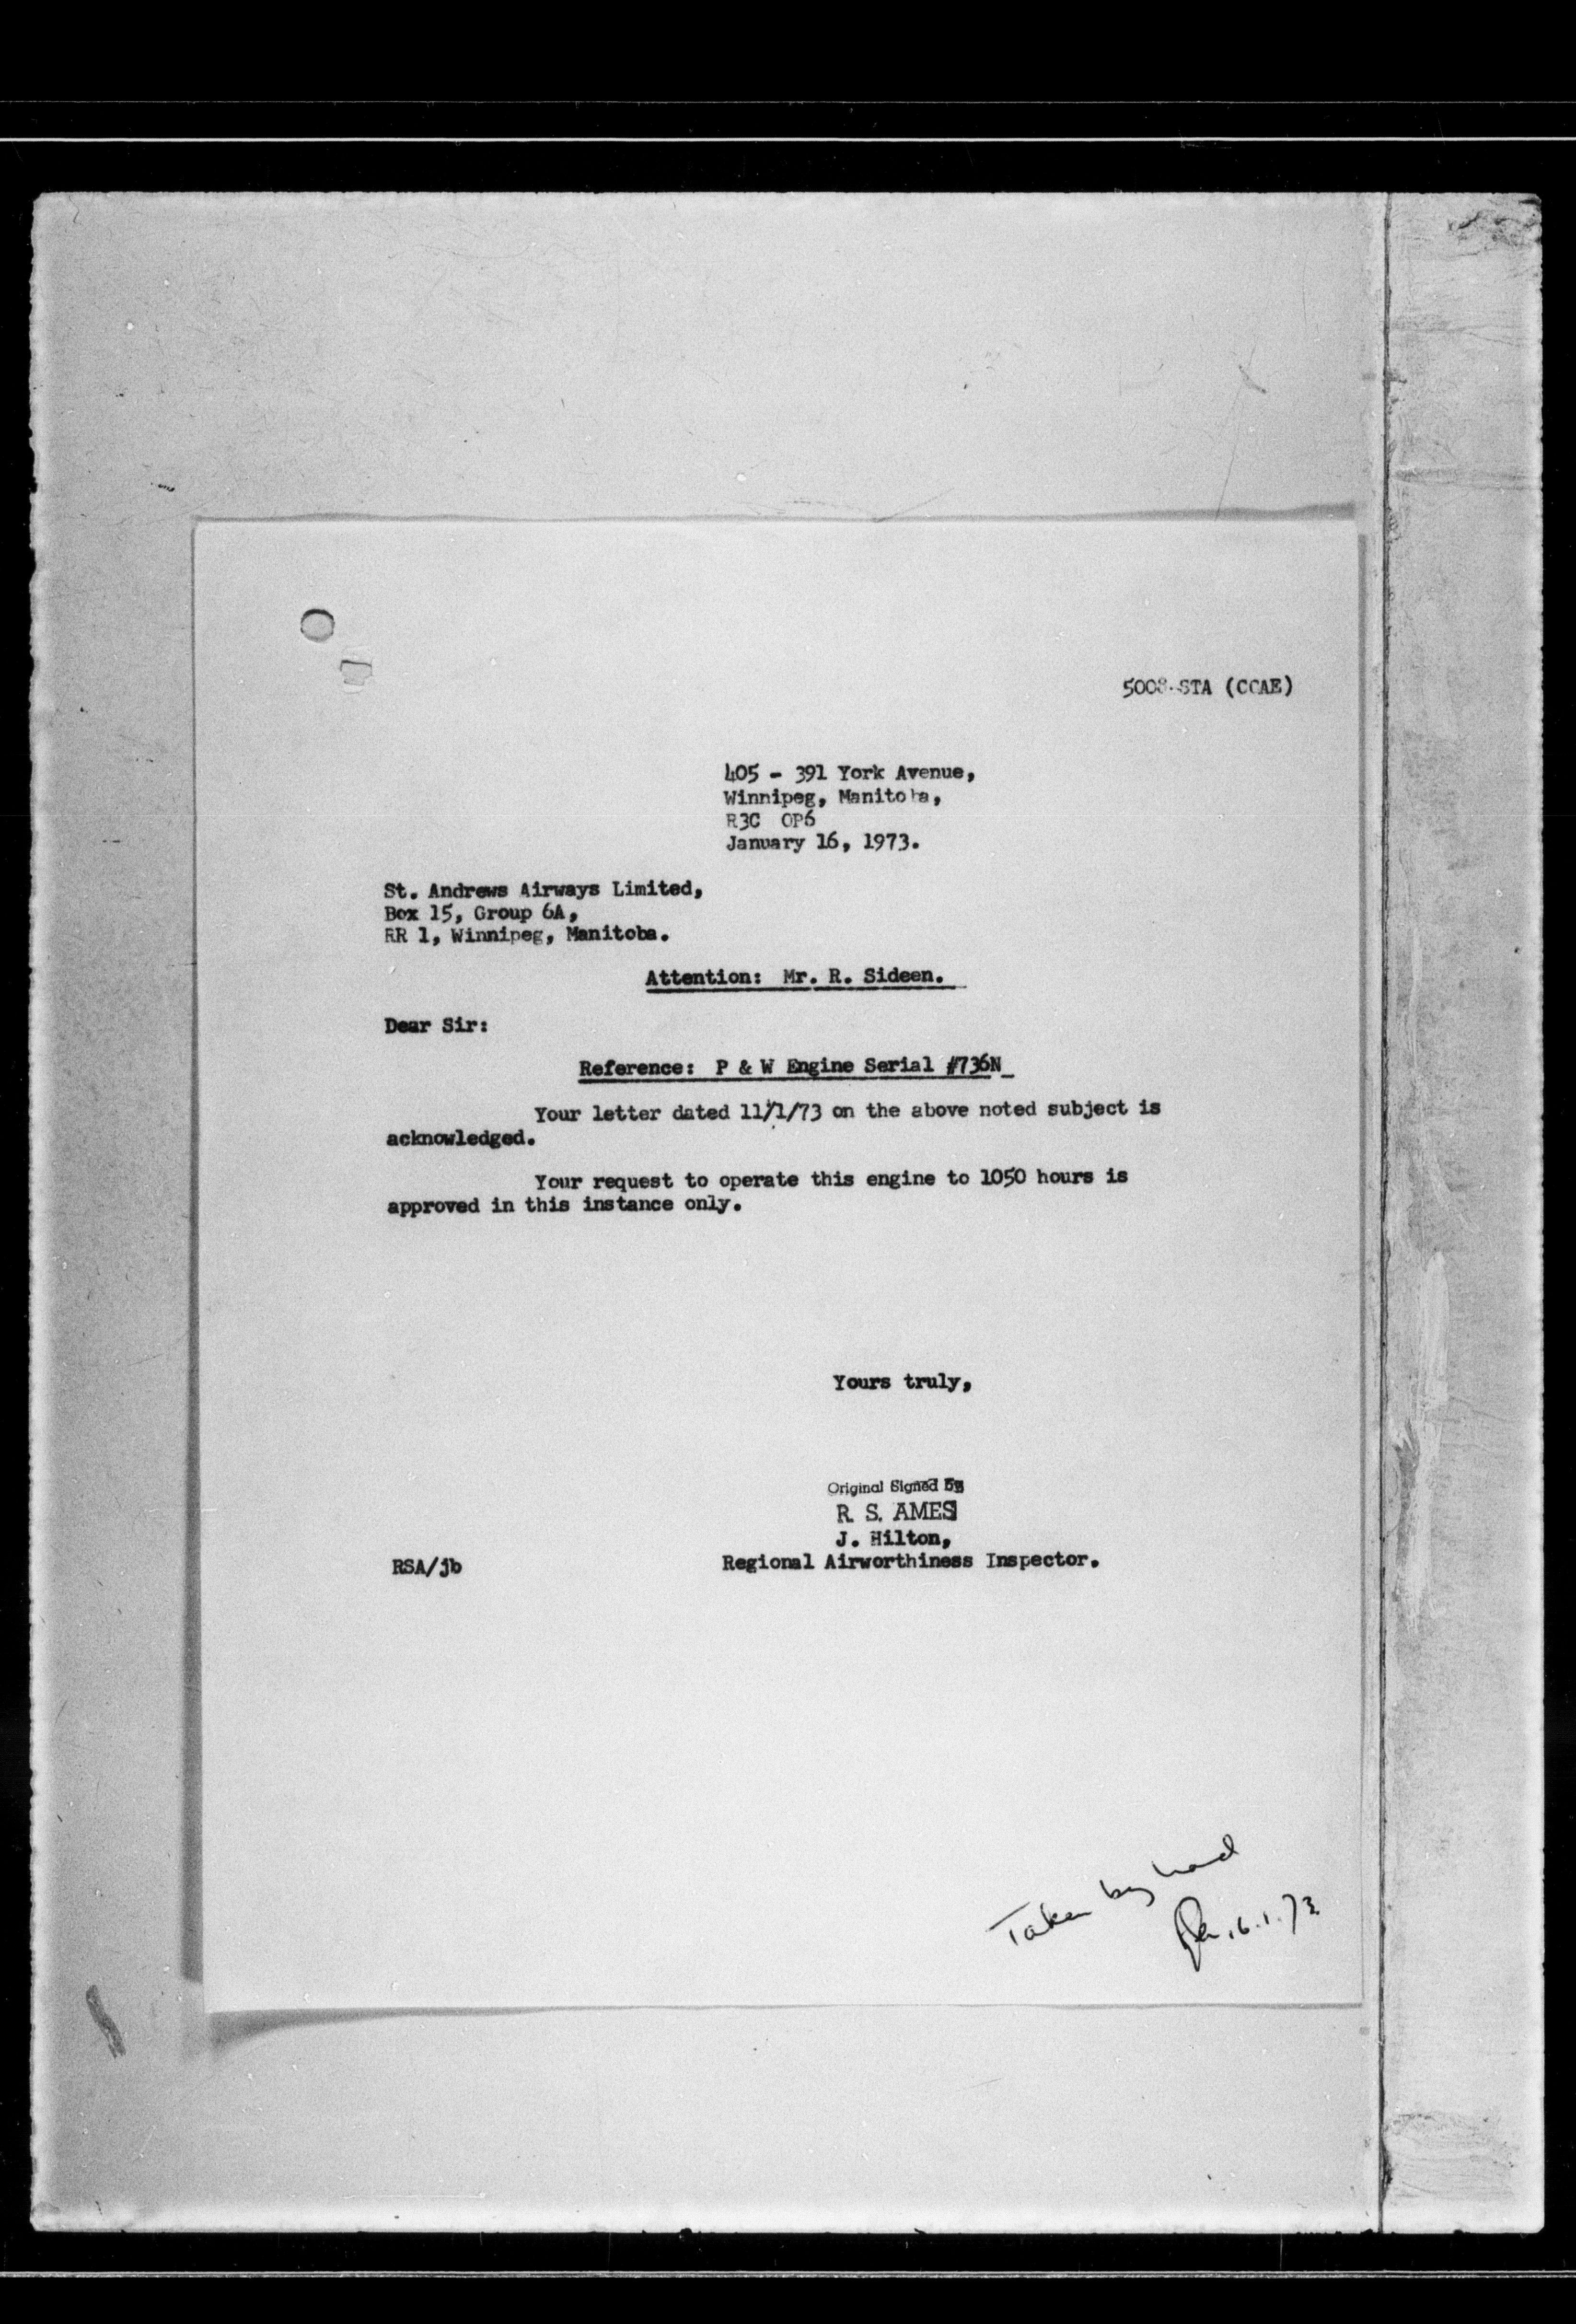 5008-STA (CCAE)
405 - 391 York Avenue,
Winnipeg, Manitoba,
R3C OP6
January 16, 1973.
St. Andrews Airways Limited,
Box 15, Group 6A,
RR 1, Winnipeg, Manitoba.
Attention: Mr. R. Sideen.
Dear Sir:
Reference: P & W Engine Serial #736N
Your letter dated 11/1/73 on the above noted subject is
acknowledged.
Your request to operate this engine to 1050 hours is
approved in this instance only.
Yours truly,
Original Signed by
R. S. AMES
J. Hilton,
RSA/jb Regional Airworthiness Inspector.
Taken by hand
16.1.73